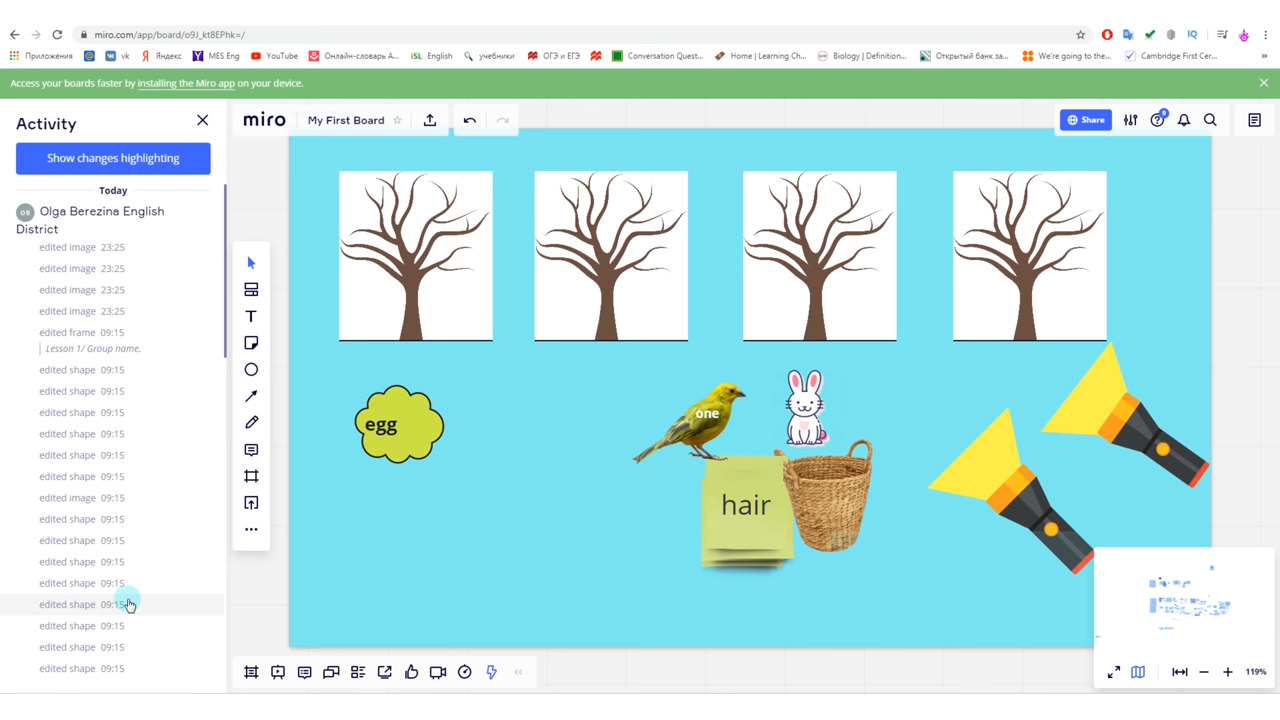 miro.com/app/board/o9J_kt8EPhk=/
Приложения vk Яндекс MES Eng YouTube Онлайн-словарь A... English учебники ОГЭ и ЕГЭ Conversation Quest... Home | Learning Ch... Biology | Definition... Открытый банк за... We're going to the... Cambridge First Cer...
Access your boards faster by installing the Miro app on your device.
Activity
miro My First Board Share
Show changes highlighting
Today
OB Olga Berezina English
District
edited image 23:25
edited image 23:25
edited image 23:25
edited image 23:25
edited frame 09:15
Lesson 1/ Group name.
edited shape 09:15
edited shape 09:15
edited shape 09:15
edited shape 09:15
edited shape 09:15
edited shape 09:15
edited image 09:15
edited shape 09:15
edited shape 09:15
edited shape 09:15
edited shape 09:15
edited shape 09:15
edited shape 09:15
edited shape 09:15
edited shape 09:15
egg
one
hair
119%